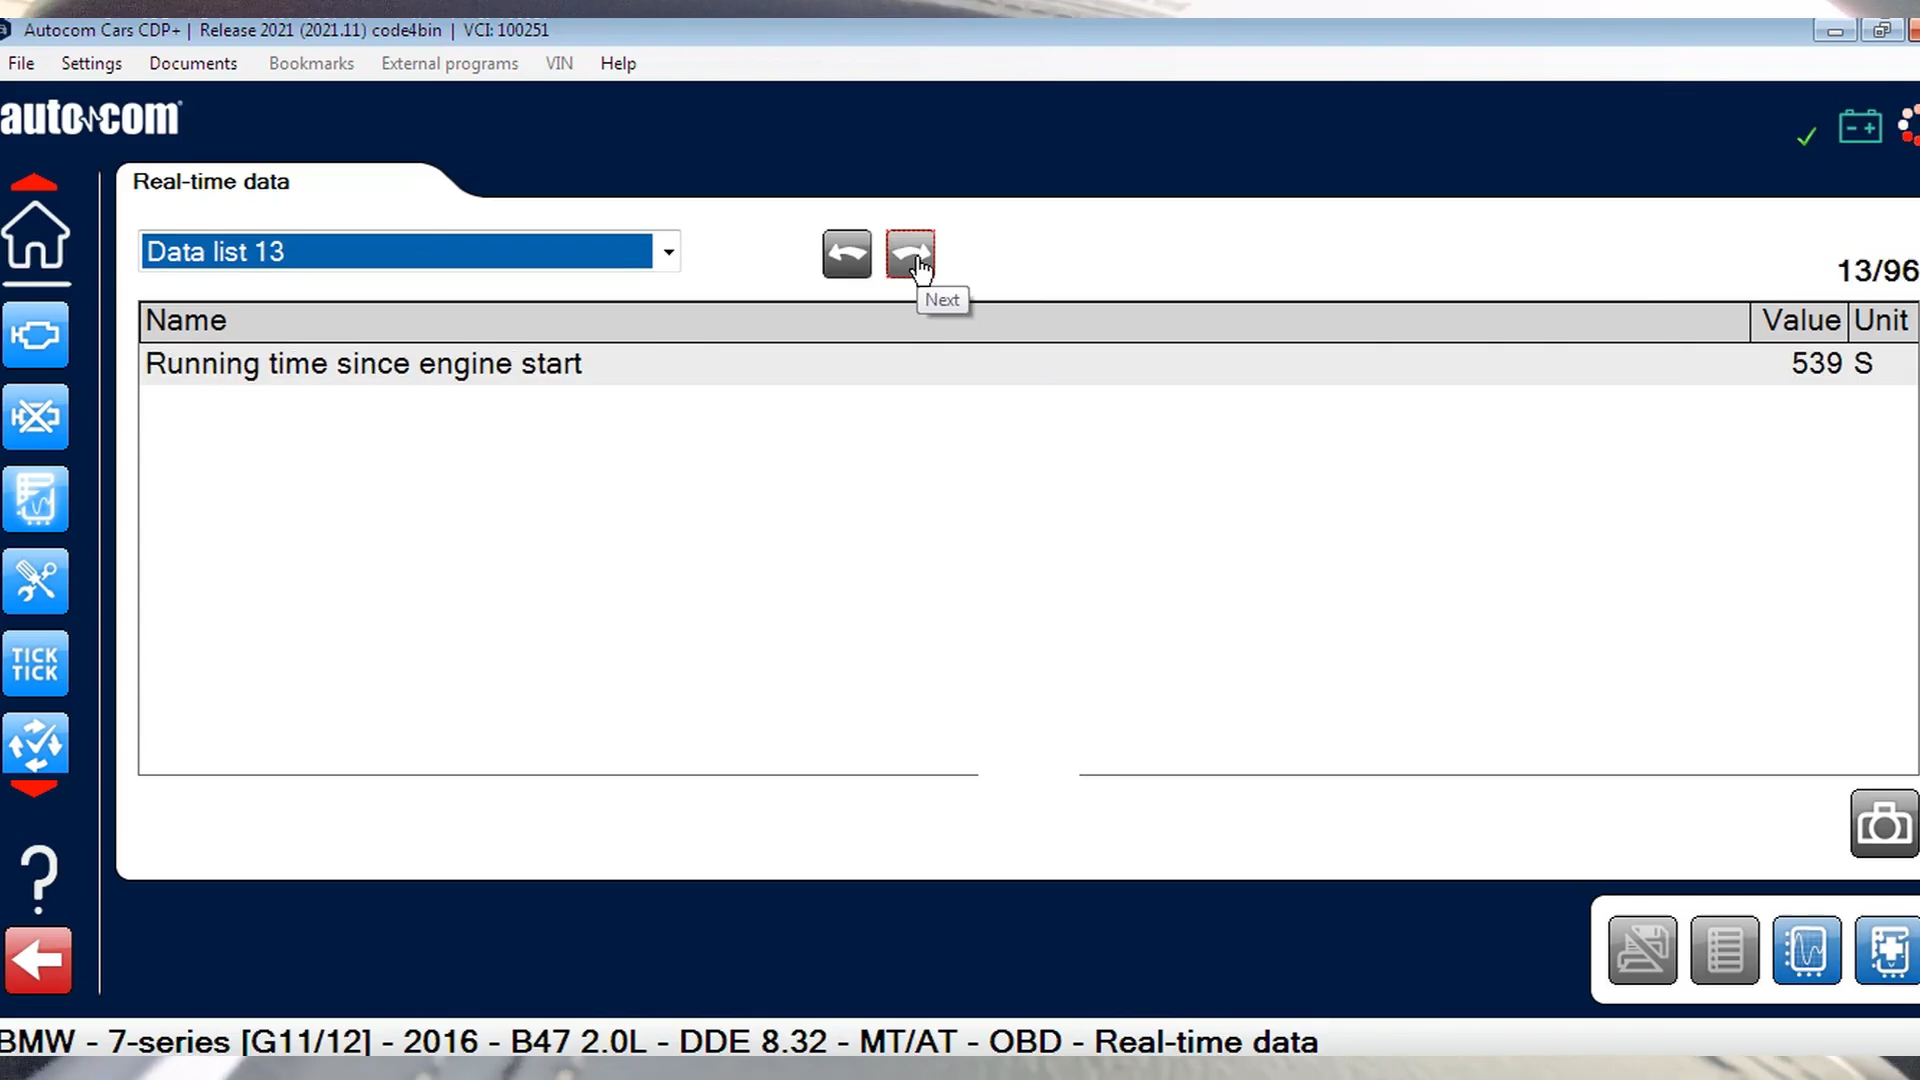 Autocom Cars CDP+ | Release 2021 (2021.11) code4bin | VCI: 100251
File Settings Documents Bookmarks External programs VIN Help
auto com
Real-time data
Data list 13
13/96
Next
Name Value Unit
Running time since engine start 539 S
TICK
TICK
?
BMW - 7-series [G11/12] - 2016 - B47 2.0L - DDE 8.32 - MT/AT - OBD - Real-time data